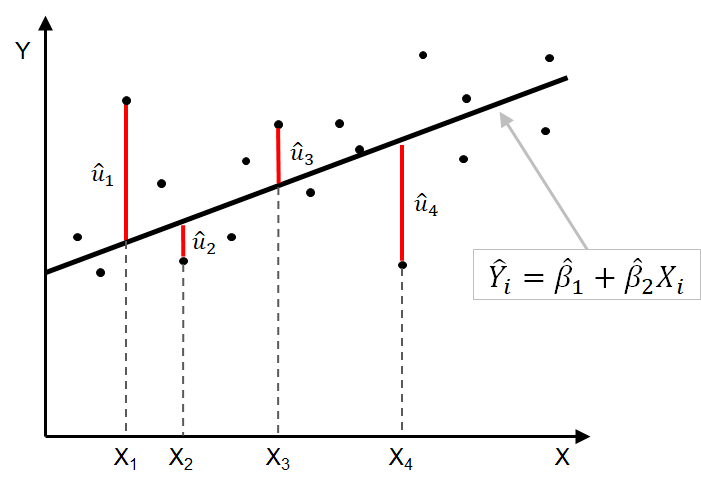 Y
û₁
û₂
û₃
û₄
Ŷᵢ = β̂₁ + β̂₂Xᵢ
X₁
X₂
X₃
X₄
X